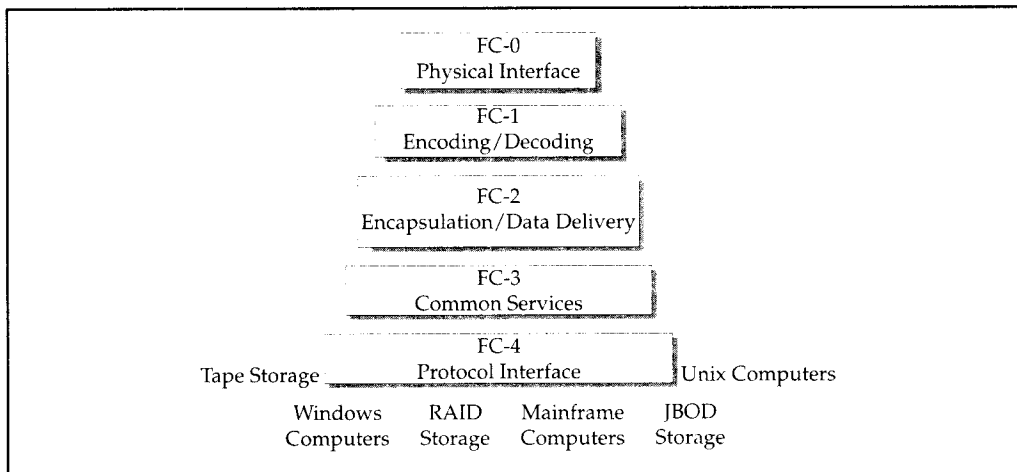 FC-0
Physical Interface
FC-1
Encoding/Decoding
FC-2
Encapsulation/Data Delivery
FC-3
Common Services
FC-4
Protocol Interface
Tape Storage
Unix Computers
Windows Computers
RAID Storage
Mainframe Computers
JBOD Storage